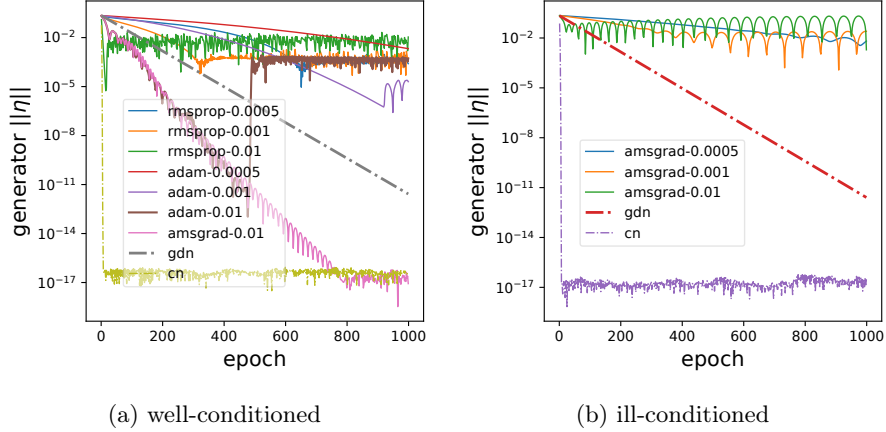 generator ||η||
10⁻²
10⁻⁵
10⁻⁸
10⁻¹¹
10⁻¹⁴
10⁻¹⁷
rmsprop-0.0005
rmsprop-0.001
rmsprop-0.01
adam-0.0005
adam-0.001
adam-0.01
amsgrad-0.01
gdn
cn
0 200 400 600 800 1000
epoch
(a) well-conditioned
generator ||η||
10⁻²
10⁻⁵
10⁻⁸
10⁻¹¹
10⁻¹⁴
10⁻¹⁷
amsgrad-0.0005
amsgrad-0.001
amsgrad-0.01
gdn
cn
0 200 400 600 800 1000
epoch
(b) ill-conditioned